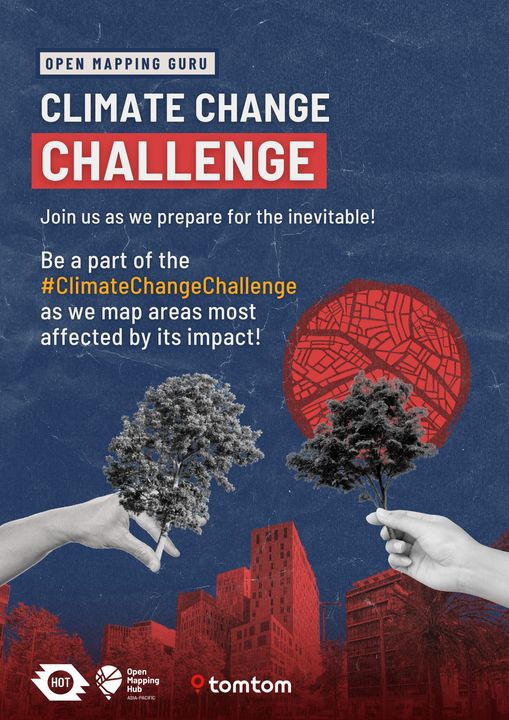 OPEN MAPPING GURU
CLIMATE CHANGE
CHALLENGE
Join us as we prepare for the inevitable!
Be a part of the
#ClimateChangeChallenge
as we map areas most
affected by its impact!
HOT
Open
Mapping
Hub
ASIA-PACIFIC
tomtom